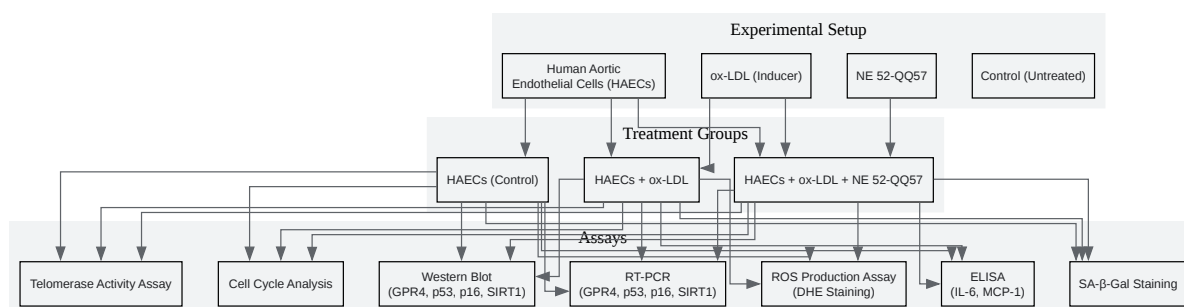 Experimental Setup
Human Aortic
Endothelial Cells (HAECs)
ox-LDL (Inducer)
NE 52-QQ57
Control (Untreated)
Treatment Groups
HAECs (Control)
HAECs + ox-LDL
HAECs + ox-LDL + NE 52-QQ57
Assays
Telomerase Activity Assay
Cell Cycle Analysis
Western Blot
(GPR4, p53, p16, SIRT1)
RT-PCR
(GPR4, p53, p16, SIRT1)
ROS Production Assay
(DHE Staining)
ELISA
(IL-6, MCP-1)
SA-β-Gal Staining